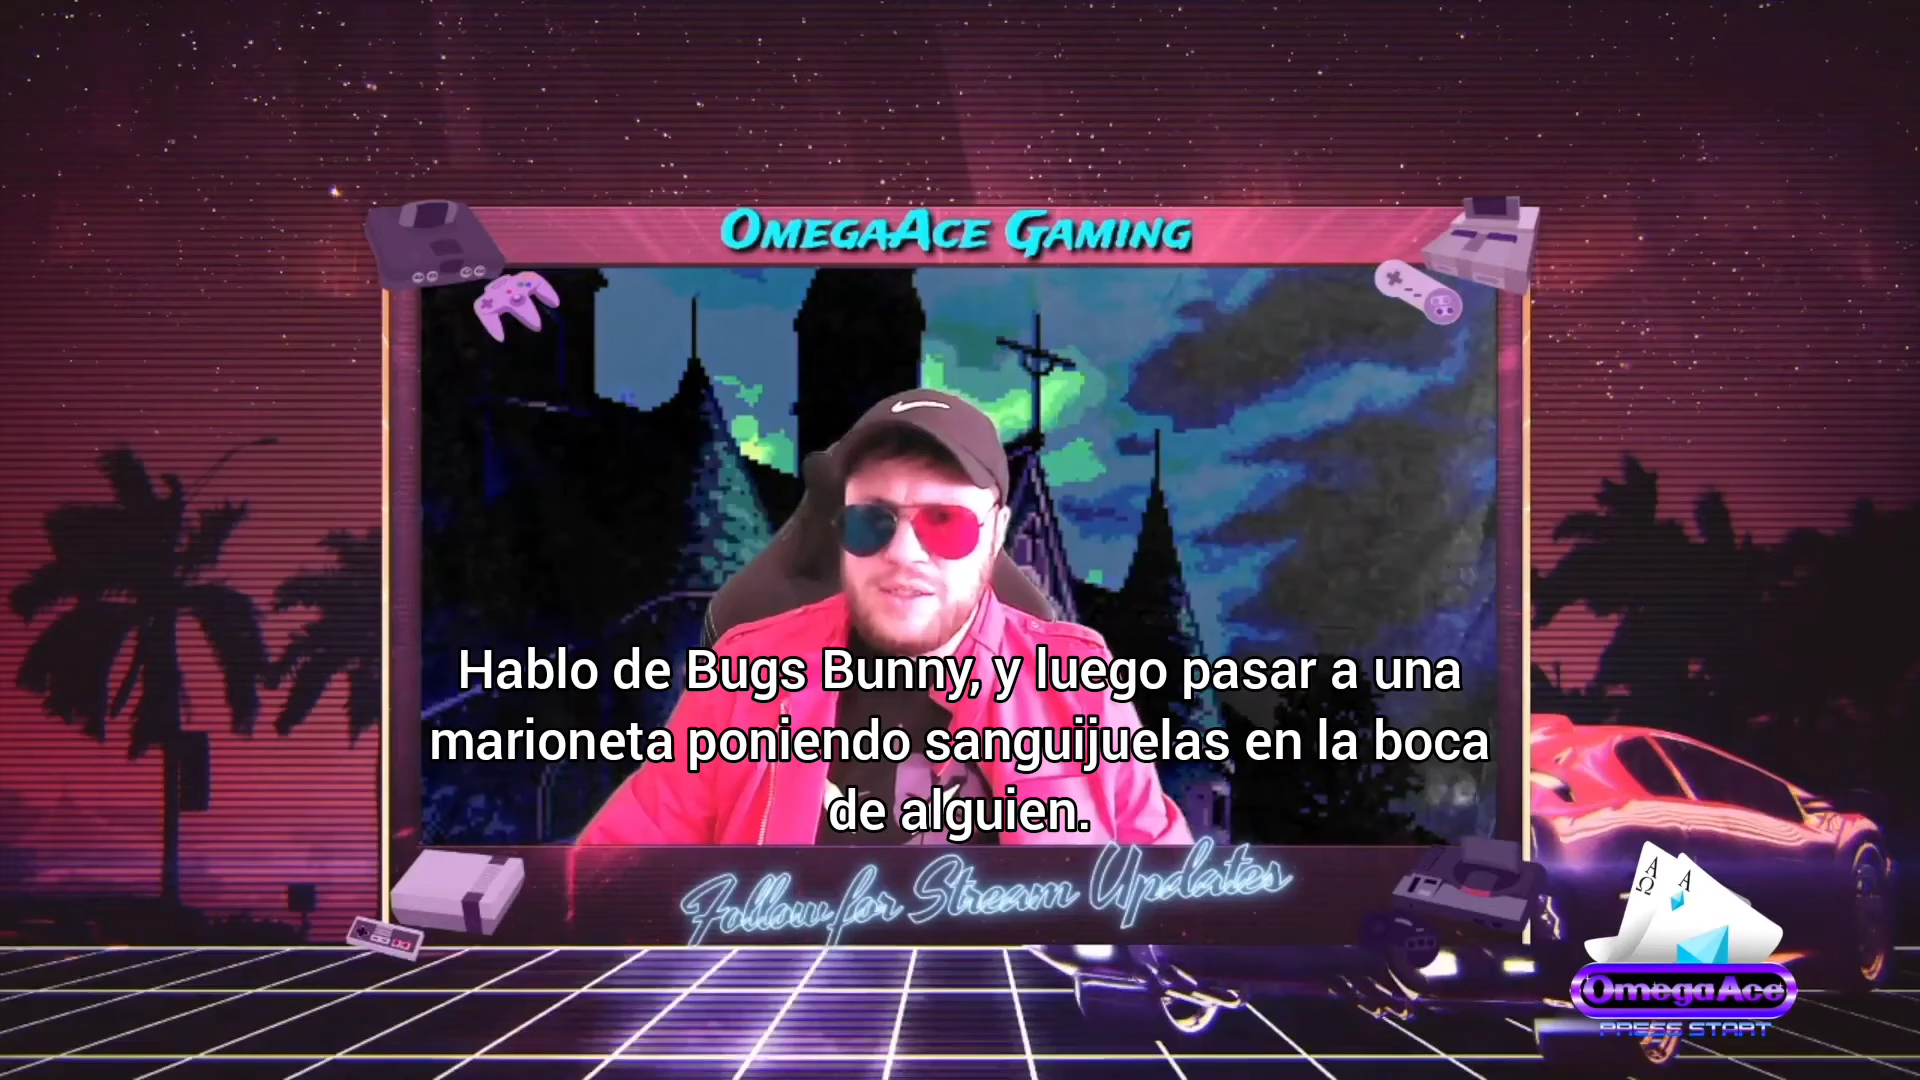 OmegaAce Gaming
Hablo de Bugs Bunny, y luego pasar a una
marioneta poniendo sanguijuelas en la boca
de alguien.
Follow for Stream Updates
A
Ω
A
OmegaAce
PRESS START